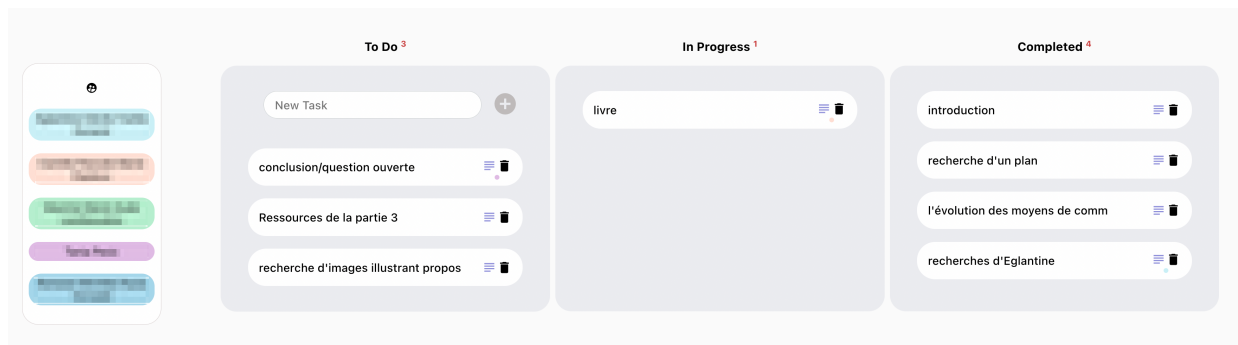 To Do 3
New Task
conclusion/question ouverte
Ressources de la partie 3
recherche d'images illustrant propos
In Progress 1
livre
Completed 4
introduction
recherche d'un plan
l'évolution des moyens de comm
recherches d'Eglantine